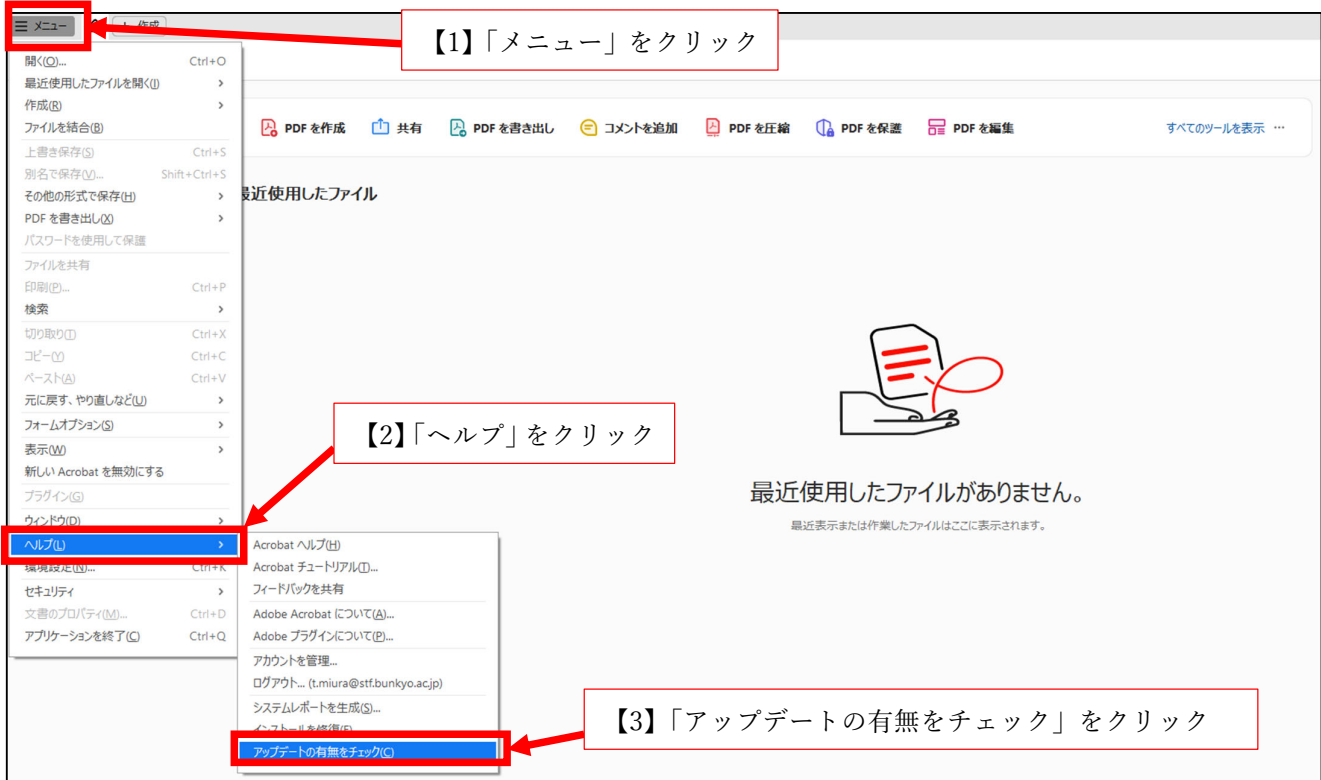 メニュー
作成
【1】「メニュー」をクリック
開く(O)... Ctrl+O
最近使用したファイルを開く(I) >
作成(R) >
ファイルを結合(B)
上書き保存(S) Ctrl+S
別名で保存(V)... Shift+Ctrl+S
その他の形式で保存(H) >
PDF を書き出し(X) >
パスワードを使用して保護
ファイルを共有
印刷(P)... Ctrl+P
検索 >
切り取り(T) Ctrl+X
コピー(Y) Ctrl+C
ペースト(A) Ctrl+V
元に戻す、やり直しなど(U) >
フォームオプション(S) >
表示(W) >
新しい Acrobat を無効にする
プラグイン(G)
ウィンドウ(D) >
ヘルプ(L) >
環境設定(N)... Ctrl+K
セキュリティ >
文書のプロパティ(M)... Ctrl+D
アプリケーションを終了(C) Ctrl+Q
PDF を作成 共有 PDF を書き出し コメントを追加 PDF を圧縮 PDF を保護 PDF を編集 すべてのツールを表示 …
最近使用したファイル
【2】「ヘルプ」をクリック
最近使用したファイルがありません。
最近表示または作業したファイルはここに表示されます。
Acrobat ヘルプ(H)
Acrobat チュートリアル(T)...
フィードバックを共有
Adobe Acrobat について(A)...
Adobe プラグインについて(P)...
アカウントを管理...
ログアウト... (t.miura@stf.bunkyo.ac.jp)
システムレポートを生成(S)...
インストールを修復(E)
アップデートの有無をチェック(C)
【3】「アップデートの有無をチェック」をクリック